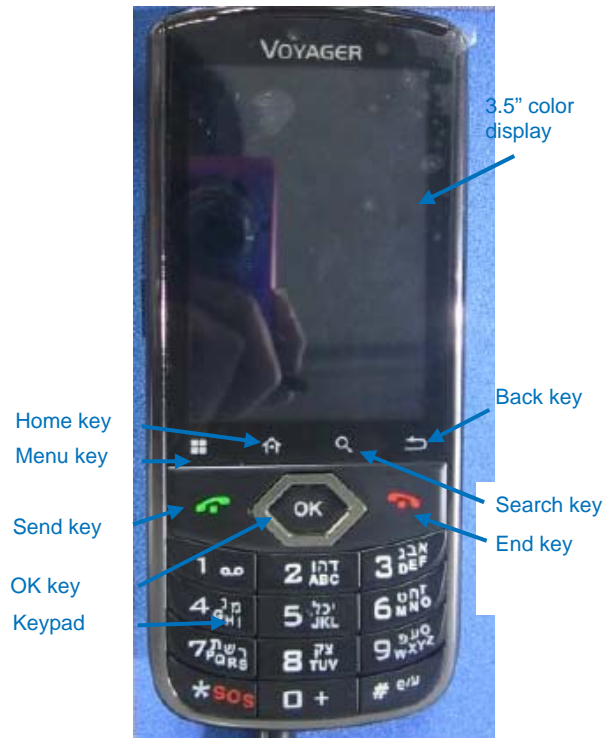 VOYAGER
3.5” color
display
Home key
Menu key
Send key
OK key
Keypad
Back key
Search key
End key
OK
1
2 דהו
ABC
3 אבג
DEF
4 מנ
GHI
5 יכל
JKL
6 זחט
MNO
7 רשת
PQRS
8 צק
TUV
9 סעפ
WXYZ
*SOS
0 +
#